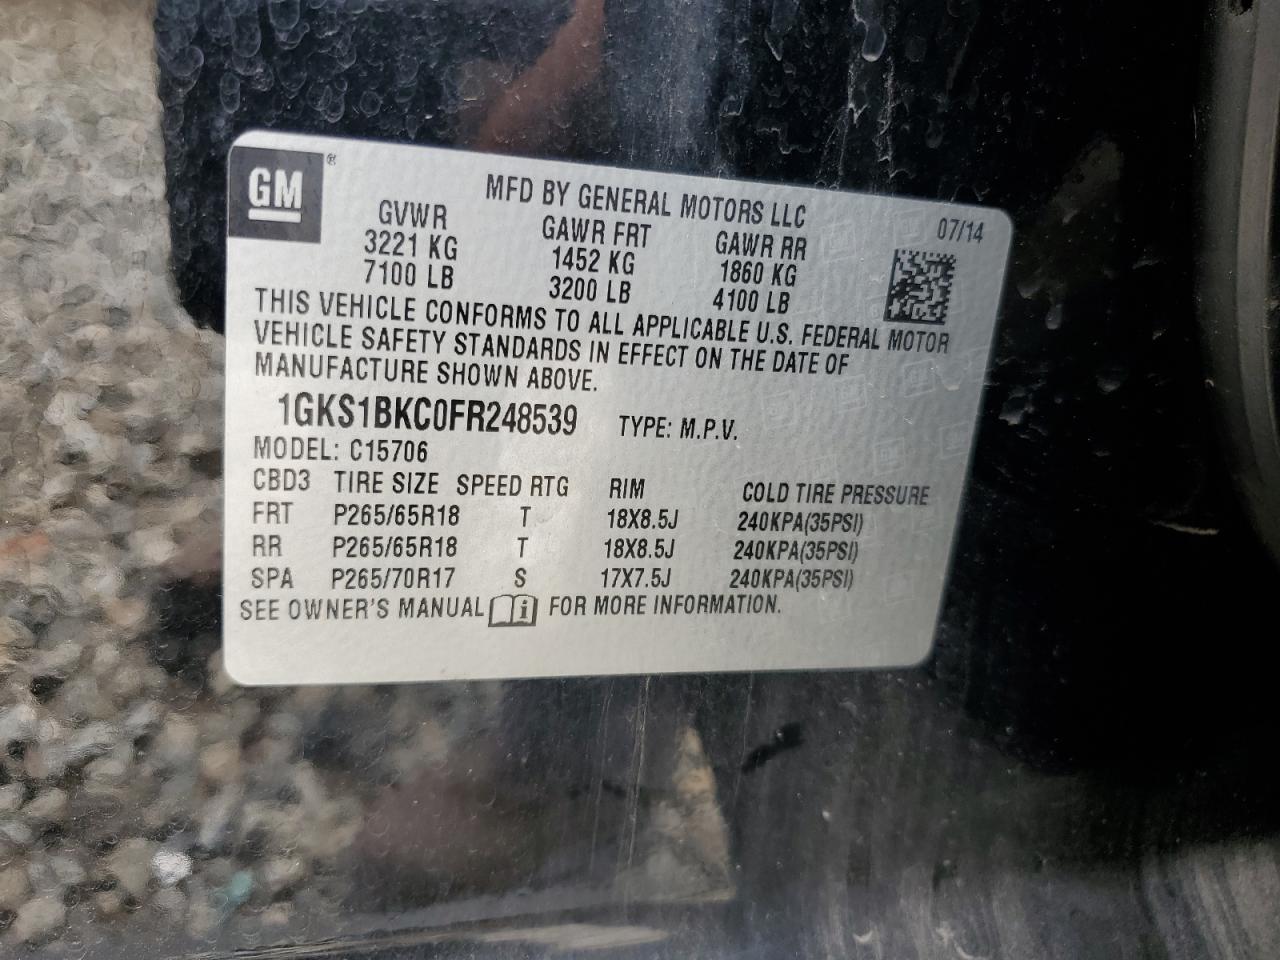 GM ®
MFD BY GENERAL MOTORS LLC
07/14
GVWR GAWR FRT GAWR RR
3221 KG 1452 KG 1860 KG
7100 LB 3200 LB 4100 LB
THIS VEHICLE CONFORMS TO ALL APPLICABLE U.S. FEDERAL MOTOR
VEHICLE SAFETY STANDARDS IN EFFECT ON THE DATE OF
MANUFACTURE SHOWN ABOVE.
1GKS1BKC0FR248539 TYPE: M.P.V.
MODEL: C15706
CBD3 TIRE SIZE SPEED RTG RIM COLD TIRE PRESSURE
FRT P265/65R18 T 18X8.5J 240KPA(35PSI)
RR P265/65R18 T 18X8.5J 240KPA(35PSI)
SPA P265/70R17 S 17X7.5J 240KPA(35PSI)
SEE OWNER'S MANUAL i FOR MORE INFORMATION.